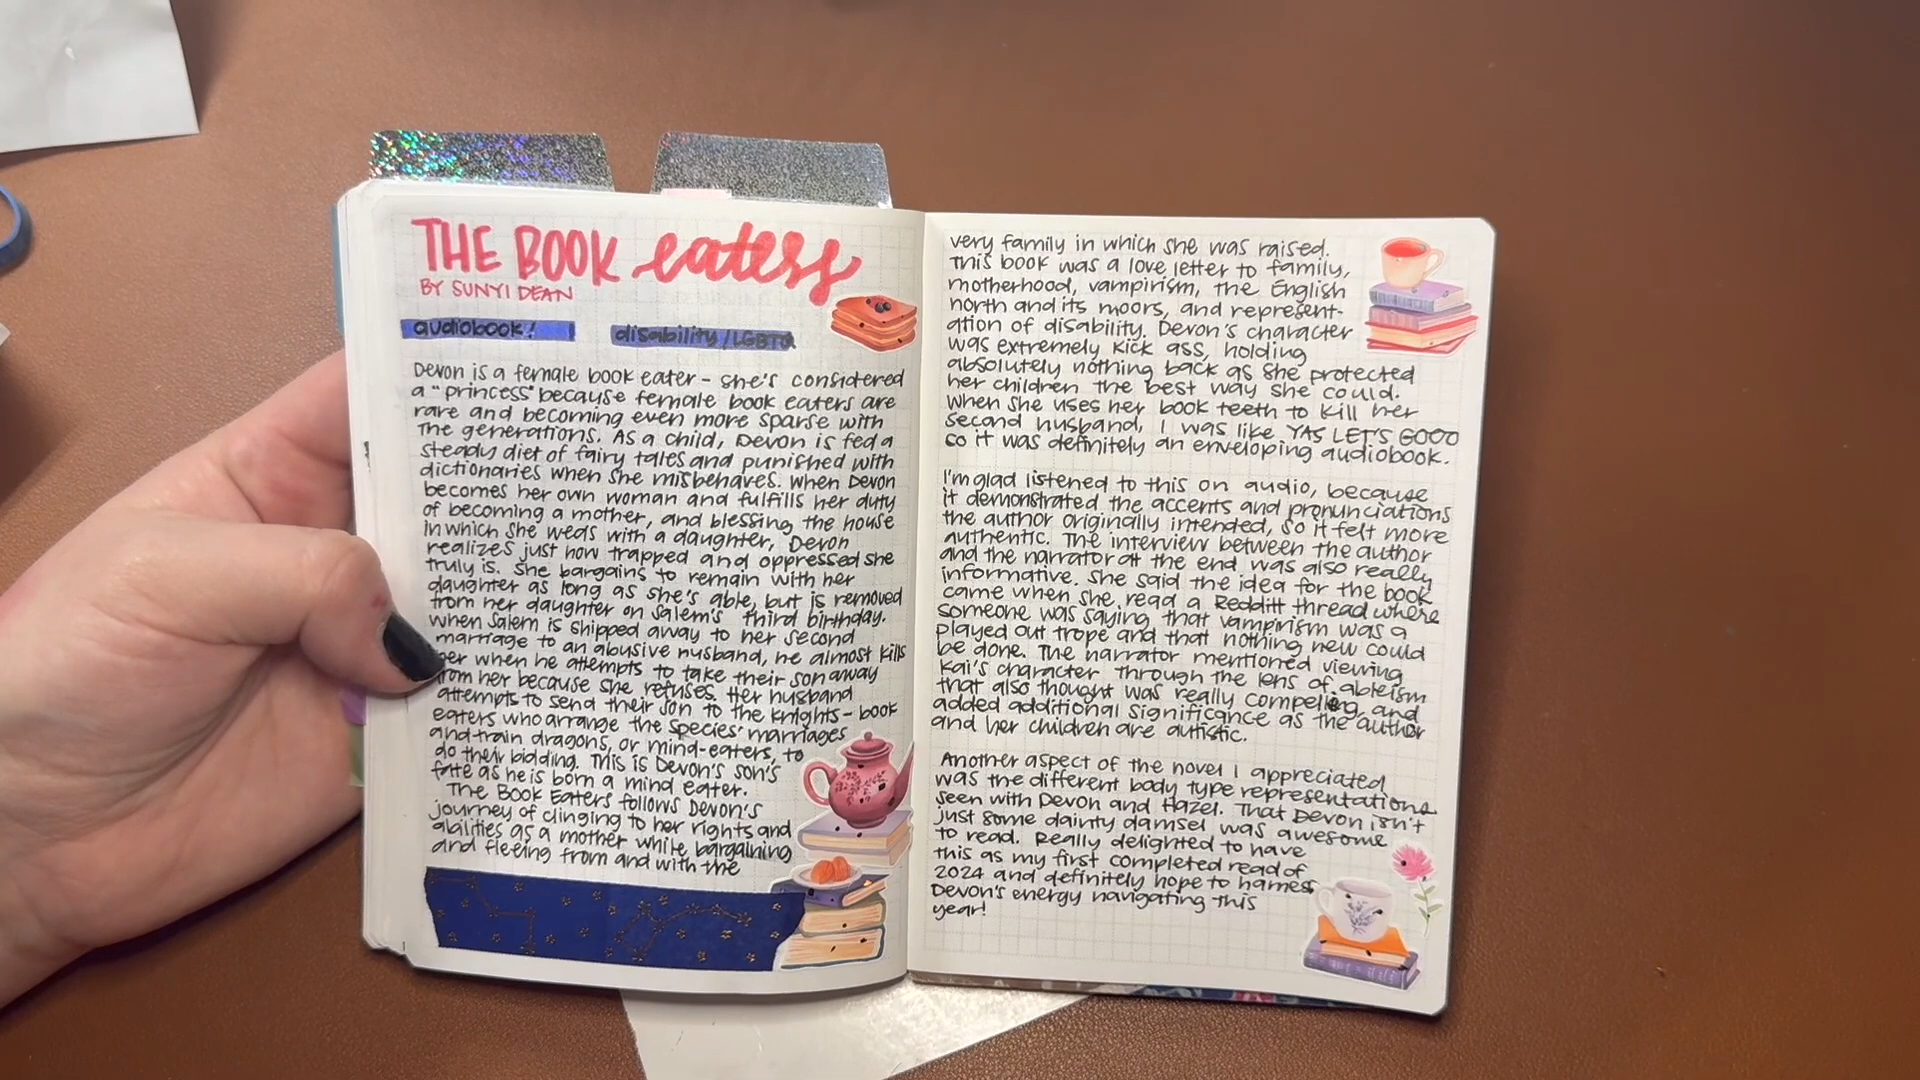 THE BOOK eaters
BY SUNYI DEAN
audiobook! disability/LGBTQ
Devon is a female book eater - she's considered
a "princess" because female book eaters are
rare and becoming even more sparse with
the generations. As a child, Devon is fed a
steady diet of fairy tales and punished with
dictionaries when she misbehaves. When Devon
becomes her own woman and fulfills her duty
of becoming a mother, and blessing the house
in which she weds with a daughter, Devon
realizes just how trapped and oppressed she
truly is. She bargains to remain with her
daughter as long as she's able, but is removed
from her daughter on Salem's third birthday.
When Salem is shipped away to her second
marriage to an abusive husband, he almost kills
her when he attempts to take their son away
from her because she refuses. Her husband
attempts to send their son to the knights - book
eaters who arrange the species' marriages
and train dragons, or mind-eaters, to
do their bidding. This is Devon's son's
fate as he is born a mind eater.
The Book Eaters follows Devon's
journey of clinging to her rights and
abilities as a mother while bargaining
and fleeing from and with the
very family in which she was raised.
This book was a love letter to family,
motherhood, vampirism, the English
north and its moors, and represent-
ation of disability. Devon's character
was extremely kick ass, holding
absolutely nothing back as she protected
her children the best way she could.
When she uses her book teeth to kill her
second husband, I was like YAS LET'S GOOO
so it was definitely an enveloping audiobook.
I'm glad listened to this on audio, because
it demonstrated the accents and pronunciations
the author originally intended, so it felt more
authentic. The interview between the author
and the narrator at the end was also really
informative. She said the idea for the book
came when she read a Redditt thread where
someone was saying that vampirism was a
played out trope and that nothing new could
be done. The narrator mentioned viewing
Kai's character through the lens of ableism
that also thought was really compelling, and
added additional significance as the author
and her children are autistic.
Another aspect of the novel I appreciated
was the different body type representations
seen with Devon and Hazel. That Devon isn't
just some dainty damsel was awesome
to read. Really delighted to have
this as my first completed read of
2024 and definitely hope to harness
Devon's energy navigating this
year!